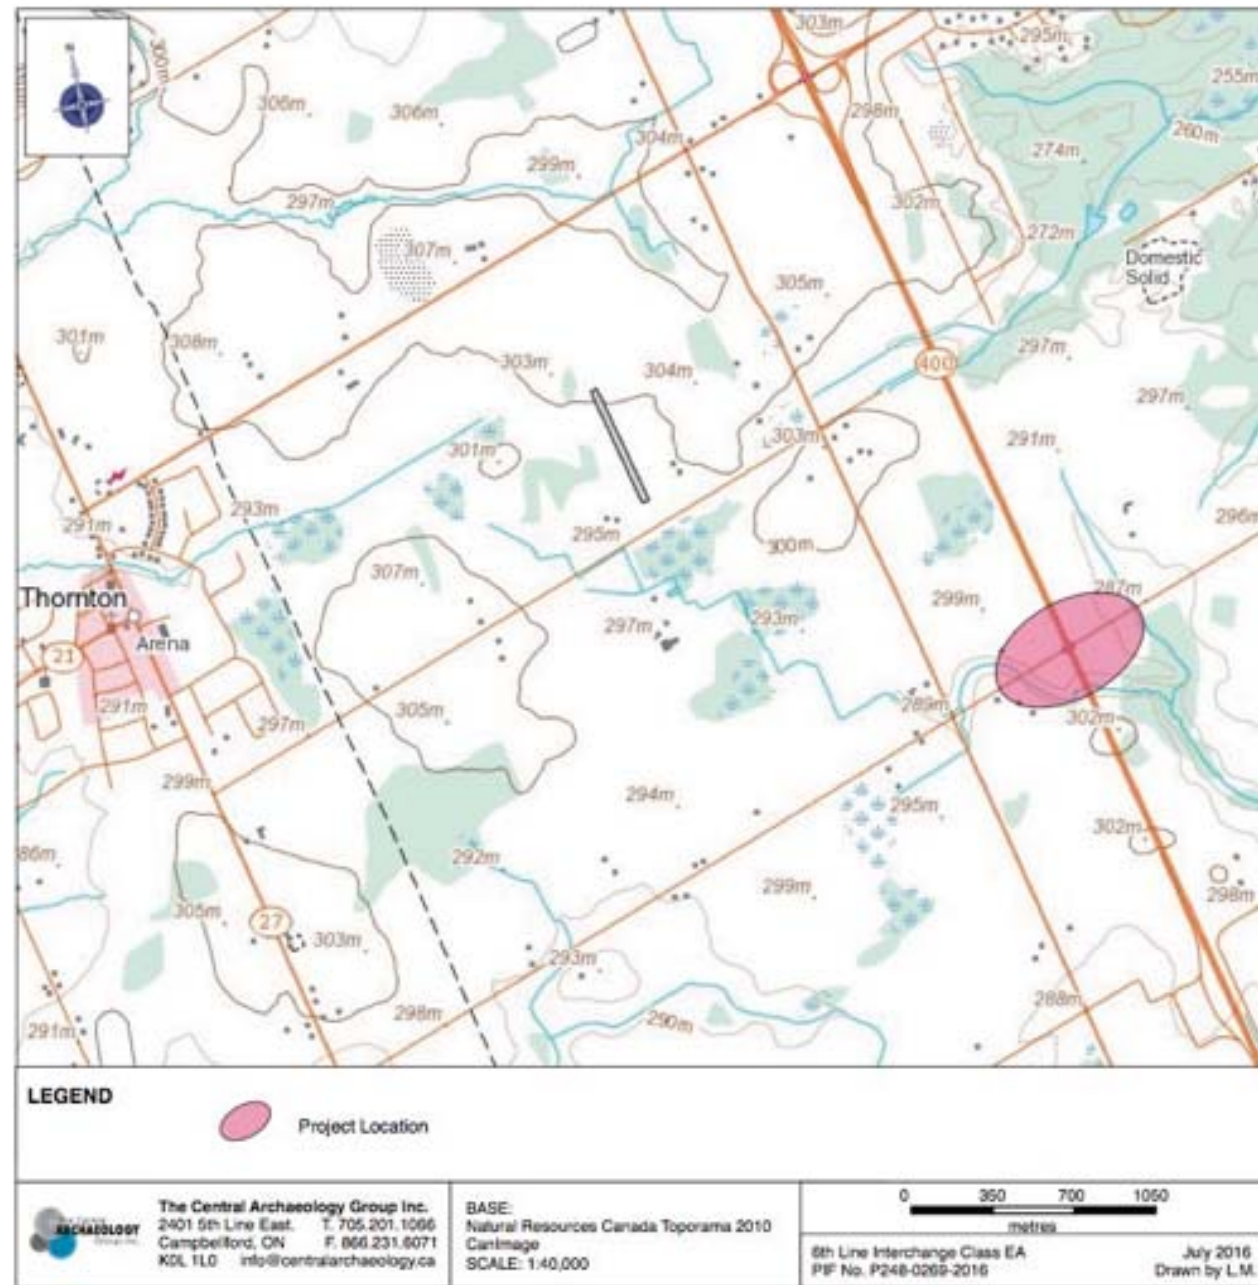 N
300m
303m
295m
255m
306m
306m
304m
298m
260m
299m
274m
297m
302m
272m
307m
Domestic
Solid
305m
301m
308m
303m
304m
400
297m
297m
301m
303m
291m
291m
293m
295m
300m
296m
307m
287m
Thornton
297m
293m
299m
Arena
21
291m
305m
289m
297m
302m
299m
294m
295m
302m
86m
292m
299m
298m
305m
27
303m
293m
298m
288m
291m
290m
LEGEND
Project Location
ARCHAEOLOGY
Group Inc.
The Central Archaeology Group Inc.
2401 5th Line East. T. 705.201.1066
Campbellford, ON F. 866.231.6071
K0L 1L0 info@centralarchaeology.ca
BASE:
Natural Resources Canada Toporama 2010
CanImage
SCALE: 1:40,000
0 350 700 1050
metres
6th Line Interchange Class EA
PIF No. P248-0269-2016
July 2016
Drawn by L.M.